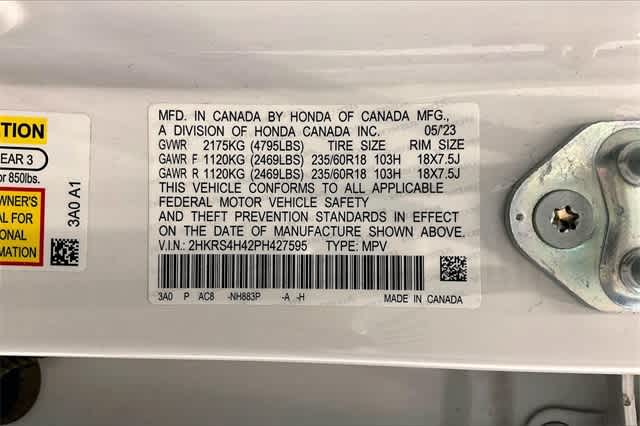 TION
EAR 3
or 850lbs.
WNER'S
AL FOR
ONAL
MATION
3A0 A1
MFD. IN CANADA BY HONDA OF CANADA MFG.,
A DIVISION OF HONDA CANADA INC. 05/'23
GVWR 2175KG (4795LBS) TIRE SIZE RIM SIZE
GAWR F 1120KG (2469LBS) 235/60R18 103H 18X7.5J
GAWR R 1120KG (2469LBS) 235/60R18 103H 18X7.5J
THIS VEHICLE CONFORMS TO ALL APPLICABLE
FEDERAL MOTOR VEHICLE SAFETY
AND THEFT PREVENTION STANDARDS IN EFFECT
ON THE DATE OF MANUFACTURE SHOWN ABOVE.
V.I.N.: 2HKRS4H42PH427595 TYPE: MPV
3A0 P AC8 -NH883P -A -H MADE IN CANADA